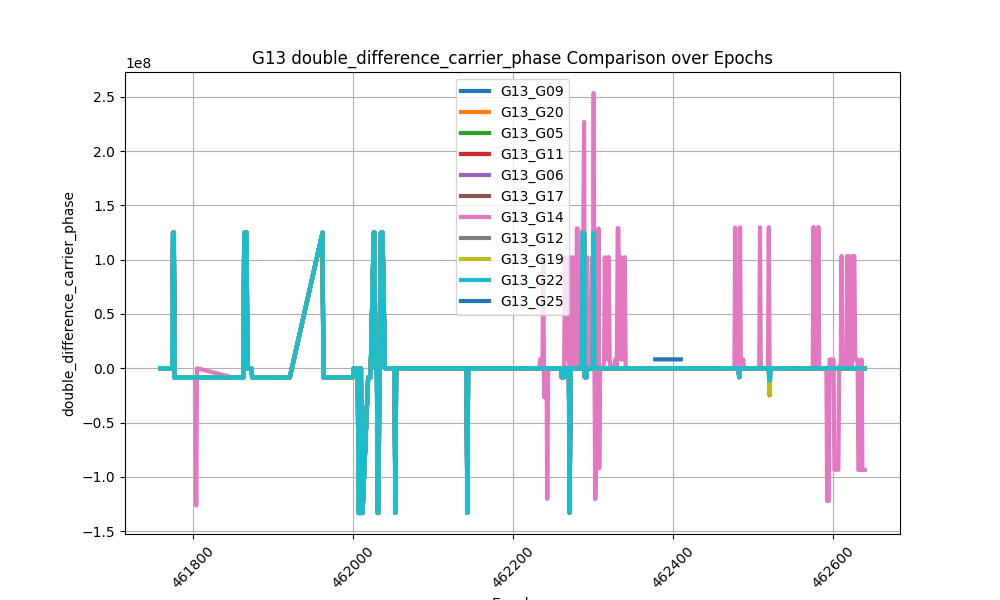 G13 double_difference_carrier_phase Comparison over Epochs
1e8
2.5
2.0
1.5
1.0
0.5
0.0
−0.5
−1.0
−1.5
double_difference_carrier_phase
G13_G09
G13_G20
G13_G05
G13_G11
G13_G06
G13_G17
G13_G14
G13_G12
G13_G19
G13_G22
G13_G25
461800
462000
462200
462400
462600